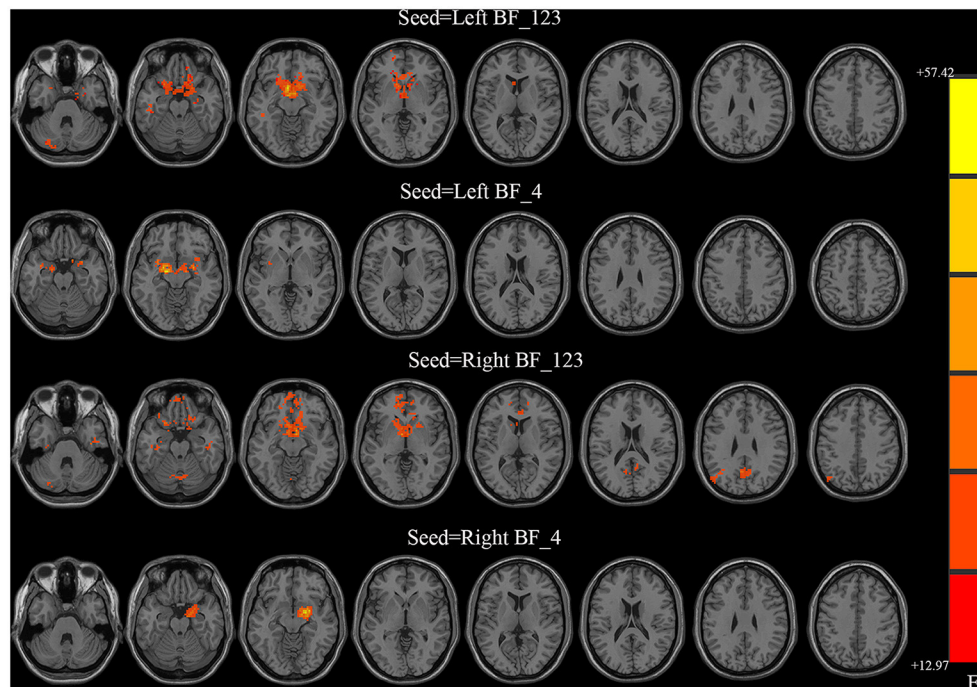 Seed=Left BF_123
+57.42
Seed=Left BF_4
Seed=Right BF_123
Seed=Right BF_4
+12.97